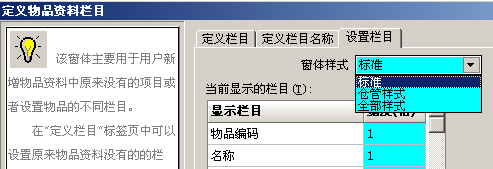 定义物品资料栏目
该窗体主要用于用户新
增物品资料中原来没有的项目或
者设置物品的不同栏目。
在“定义栏目”标签页中可以
设置原来物品资料没有的的栏
定义栏目
定义栏目名称
设置栏目
窗体样式
标准
标准
仓管样式
全部样式
当前显示的栏目(T):
显示栏目
物品编码
1
名称
1